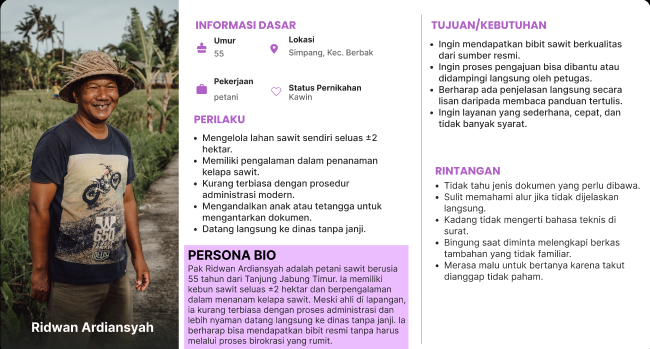 INFORMASI DASAR
Umur
55
Lokasi
Simpang, Kec. Berbak
Pekerjaan
petani
Status Pernikahan
Kawin
PERILAKU
• Mengelola lahan sawit sendiri seluas ±2
hektar.
• Memiliki pengalaman dalam penanaman
kelapa sawit.
• Kurang terbiasa dengan prosedur
administrasi modern.
• Mengandalkan anak atau tetangga untuk
mengantarkan dokumen.
• Datang langsung ke dinas tanpa janji.
PERSONA BIO
Pak Ridwan Ardiansyah adalah petani sawit berusia
55 tahun dari Tanjung Jabung Timur. Ia memiliki
kebun sawit seluas ±2 hektar dan berpengalaman
dalam menanam kelapa sawit. Meski ahli di lapangan,
ia kurang terbiasa dengan proses administrasi dan
lebih nyaman datang langsung ke dinas tanpa janji. Ia
berharap bisa mendapatkan bibit resmi tanpa harus
melalui proses birokrasi yang rumit.
TUJUAN/KEBUTUHAN
• Ingin mendapatkan bibit sawit berkualitas
dari sumber resmi.
• Ingin proses pengajuan bisa dibantu atau
didampingi langsung oleh petugas.
• Berharap ada penjelasan langsung secara
lisan daripada membaca panduan tertulis.
• Ingin layanan yang sederhana, cepat, dan
tidak banyak syarat.
RINTANGAN
• Tidak tahu jenis dokumen yang perlu dibawa.
• Sulit memahami alur jika tidak dijelaskan
langsung.
• Kadang tidak mengerti bahasa teknis di
surat.
• Bingung saat diminta melengkapi berkas
tambahan yang tidak familiar.
• Merasa malu untuk bertanya karena takut
dianggap tidak paham.
Ridwan Ardiansyah